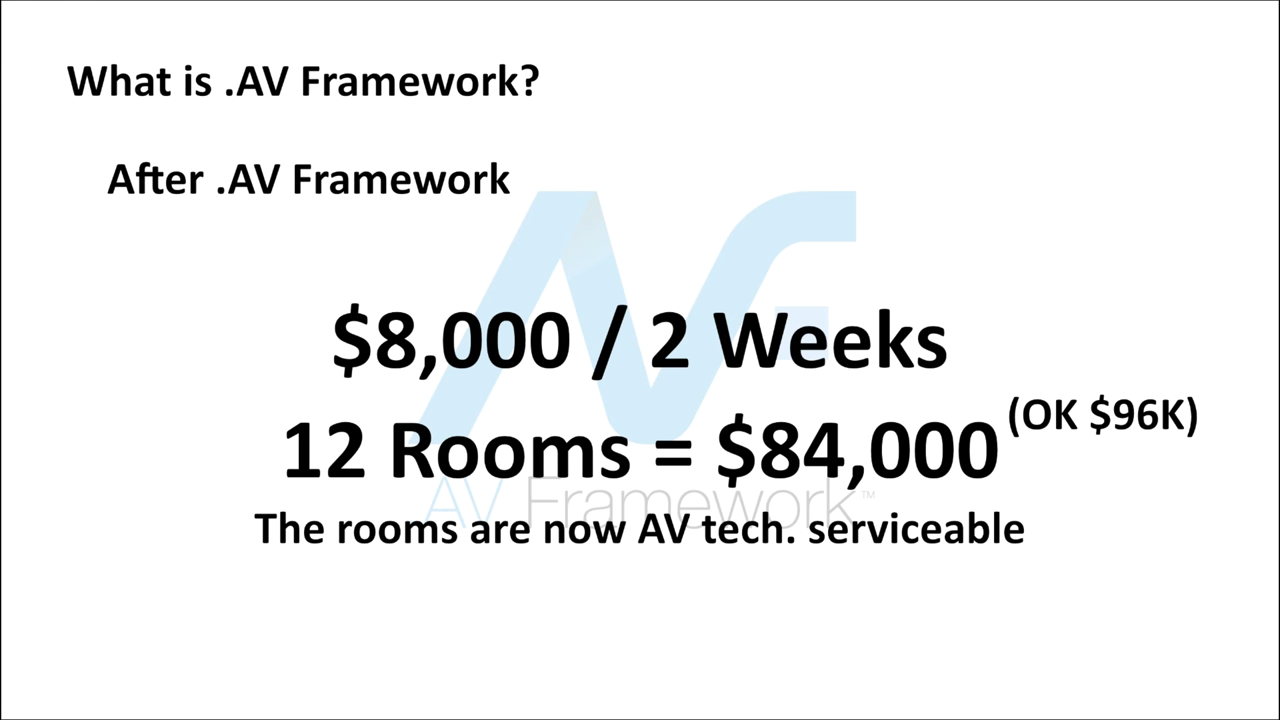 What is .AV Framework?
After .AV Framework
$8,000 / 2 Weeks
(OK $96K)
12 Rooms = $84,000
AV Framework™
The rooms are now AV tech. serviceable